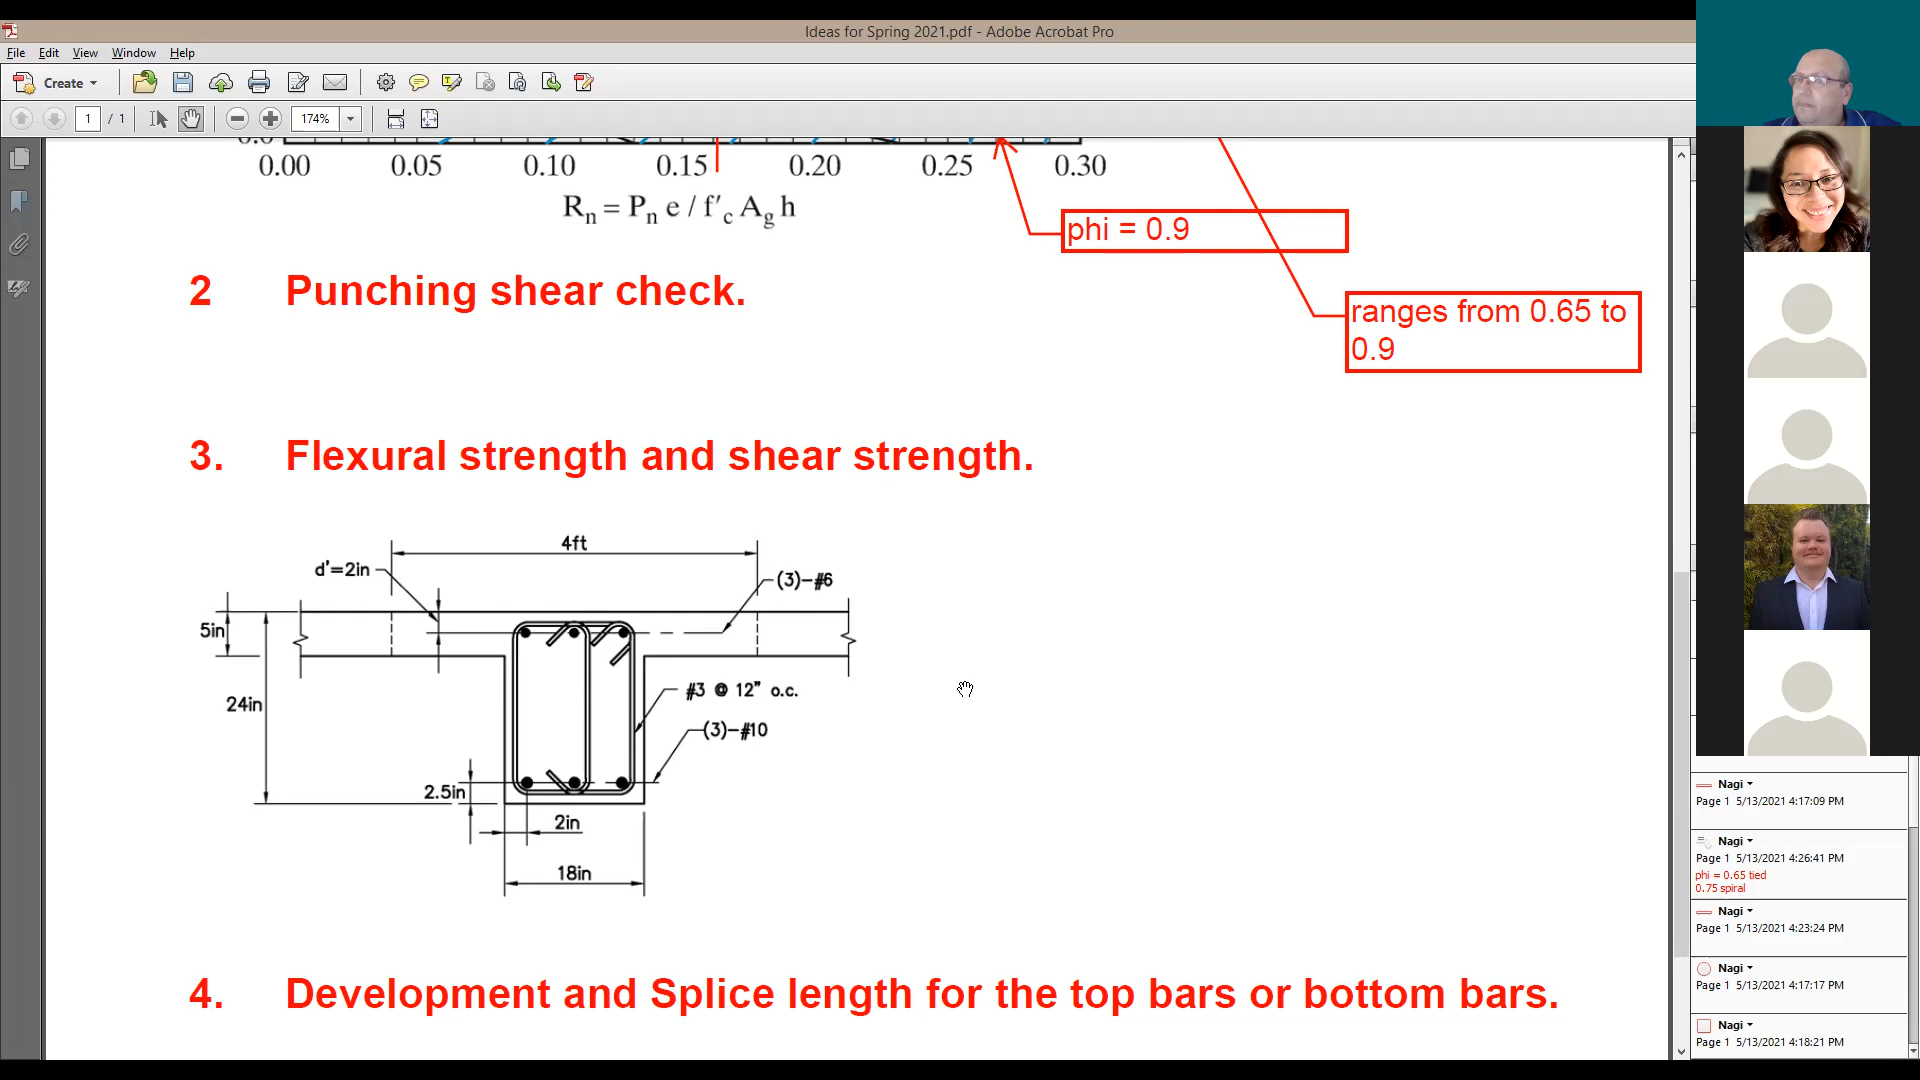 Ideas for Spring 2021.pdf - Adobe Acrobat Pro
File Edit View Window Help
Create
1 / 1 174%
0.0
0.00 0.05 0.10 0.15 0.20 0.25 0.30
Rn = Pn e / f′c Ag h
phi = 0.9
2 Punching shear check.
ranges from 0.65 to
0.9
3. Flexural strength and shear strength.
4ft
d'=2in
(3)-#6
5in
#3 @ 12" o.c.
24in
(3)-#10
2.5in
2in
18in
4. Development and Splice length for the top bars or bottom bars.
Nagi
Page 1 5/13/2021 4:17:09 PM
Nagi
Page 1 5/13/2021 4:26:41 PM
phi = 0.65 tied
0.75 spiral
Nagi
Page 1 5/13/2021 4:23:24 PM
Nagi
Page 1 5/13/2021 4:17:17 PM
Nagi
Page 1 5/13/2021 4:18:21 PM